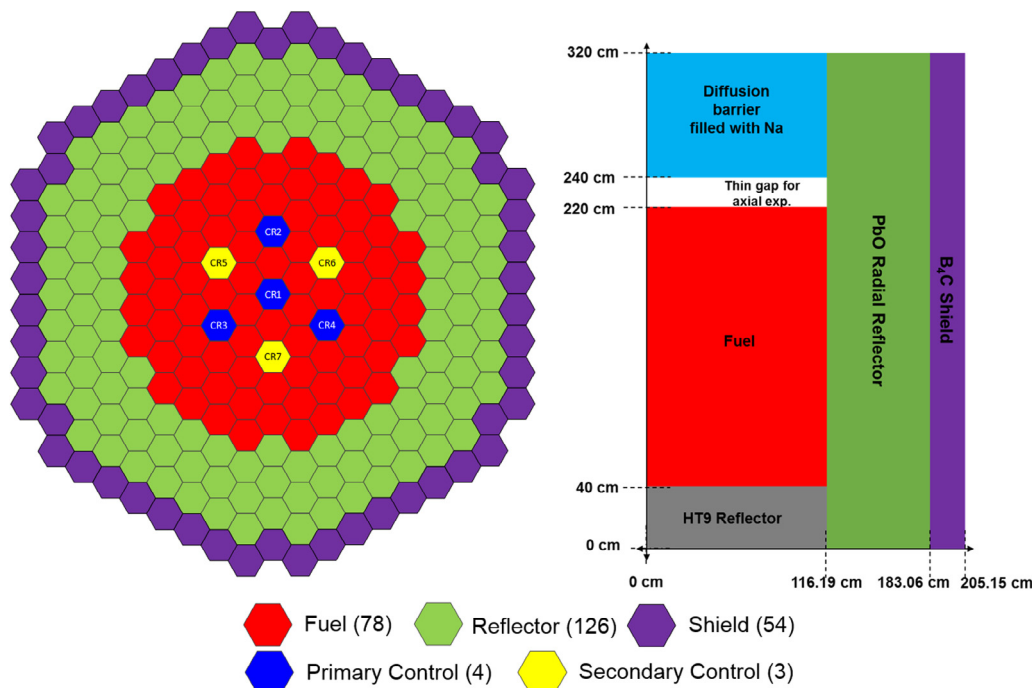 CR2
CR5
CR6
CR1
CR3
CR4
CR7
320 cm
Diffusion
barrier
filled with Na
240 cm
Thin gap for
axial exp.
220 cm
Fuel
PbO Radial Reflector
B₄C Shield
40 cm
HT9 Reflector
0 cm
0 cm
116.19 cm
183.06 cm
205.15 cm
Fuel (78)
Reflector (126)
Shield (54)
Primary Control (4)
Secondary Control (3)